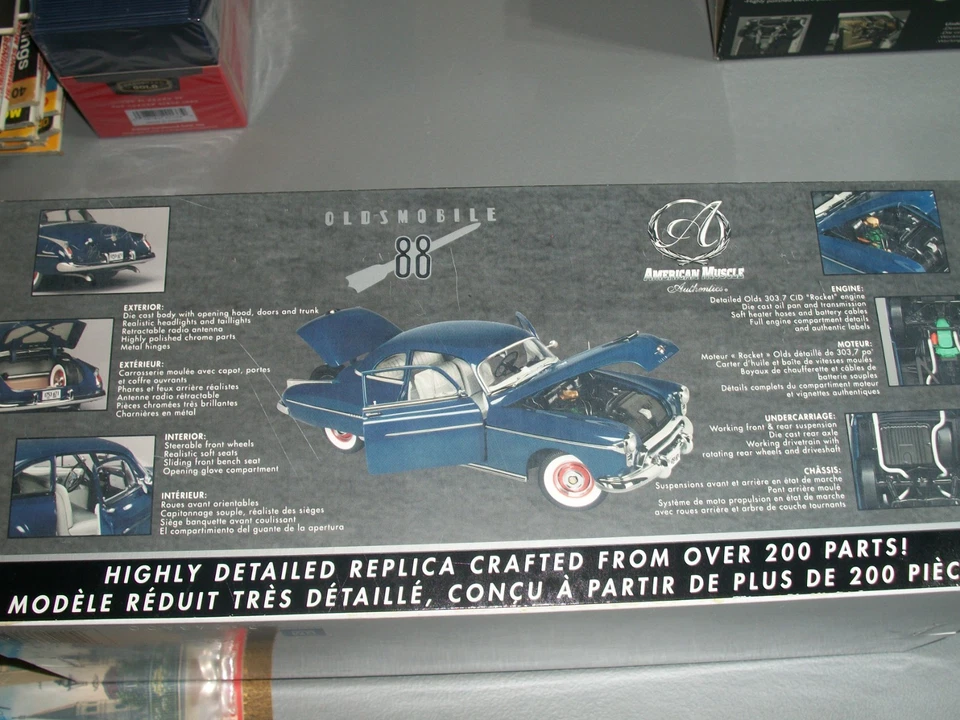 40
OLDSMOBILE
88
A
AMERICAN MUSCLE
Authentics
EXTERIOR:
Die cast body with opening hood, doors and trunk
Realistic headlights and taillights
Retractable radio antenna
Highly polished chrome parts
Metal hinges
EXTÉRIEUR:
Carrosserie moulée avec capot, portes
et coffre ouvrants
Phares et feux arrière réalistes
Antenne radio rétractable
Pièces chromées très brillantes
Charnières en métal
INTERIOR:
Steerable front wheels
Realistic soft seats
Sliding front bench seat
Opening glove compartment
INTÉRIEUR:
Roues avant orientables
Capitonnage souple, réaliste des sièges
Siège banquette avant coulissant
El compartimiento del guante de la apertura
ENGINE:
Detailed Olds 303.7 CID "Rocket" engine
Die cast oil pan and transmission
Soft heater hoses and battery cables
Full engine compartment details
and authentic labels
MOTEUR:
Moteur « Rocket » Olds détaillé de 303,7 po³
Carter d'huile et boîte de vitesses moulés
Boyaux de chaufferette et câbles de
batterie souples
Détails complets du compartiment moteur
et vignettes authentiques
UNDERCARRIAGE:
Working front & rear suspension
Die cast rear axle
Working drivetrain with
rotating rear wheels and driveshaft
CHÂSSIS:
Suspensions avant et arrière en état de marche
Pont arrière moulé
Système de moto propulsion en état de marche
avec roues arrière et arbre de couche tournants
HIGHLY DETAILED REPLICA CRAFTED FROM OVER 200 PARTS!
MODÈLE RÉDUIT TRÈS DÉTAILLÉ, CONÇU À PARTIR DE PLUS DE 200 PIÈC